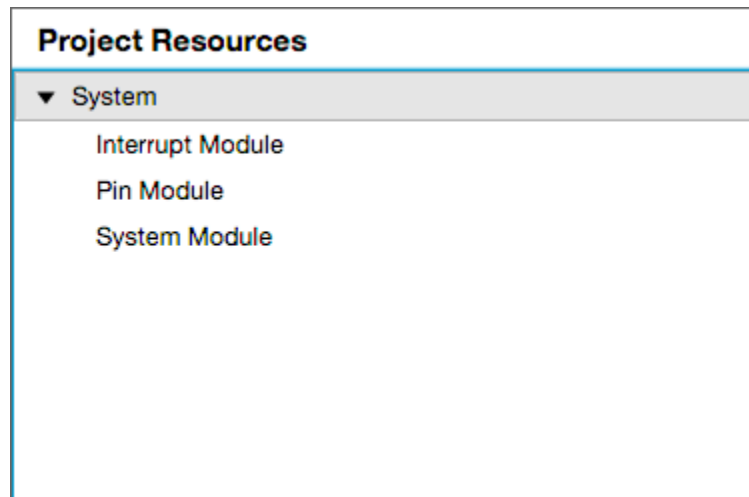 Project Resources
System
Interrupt Module
Pin Module
System Module